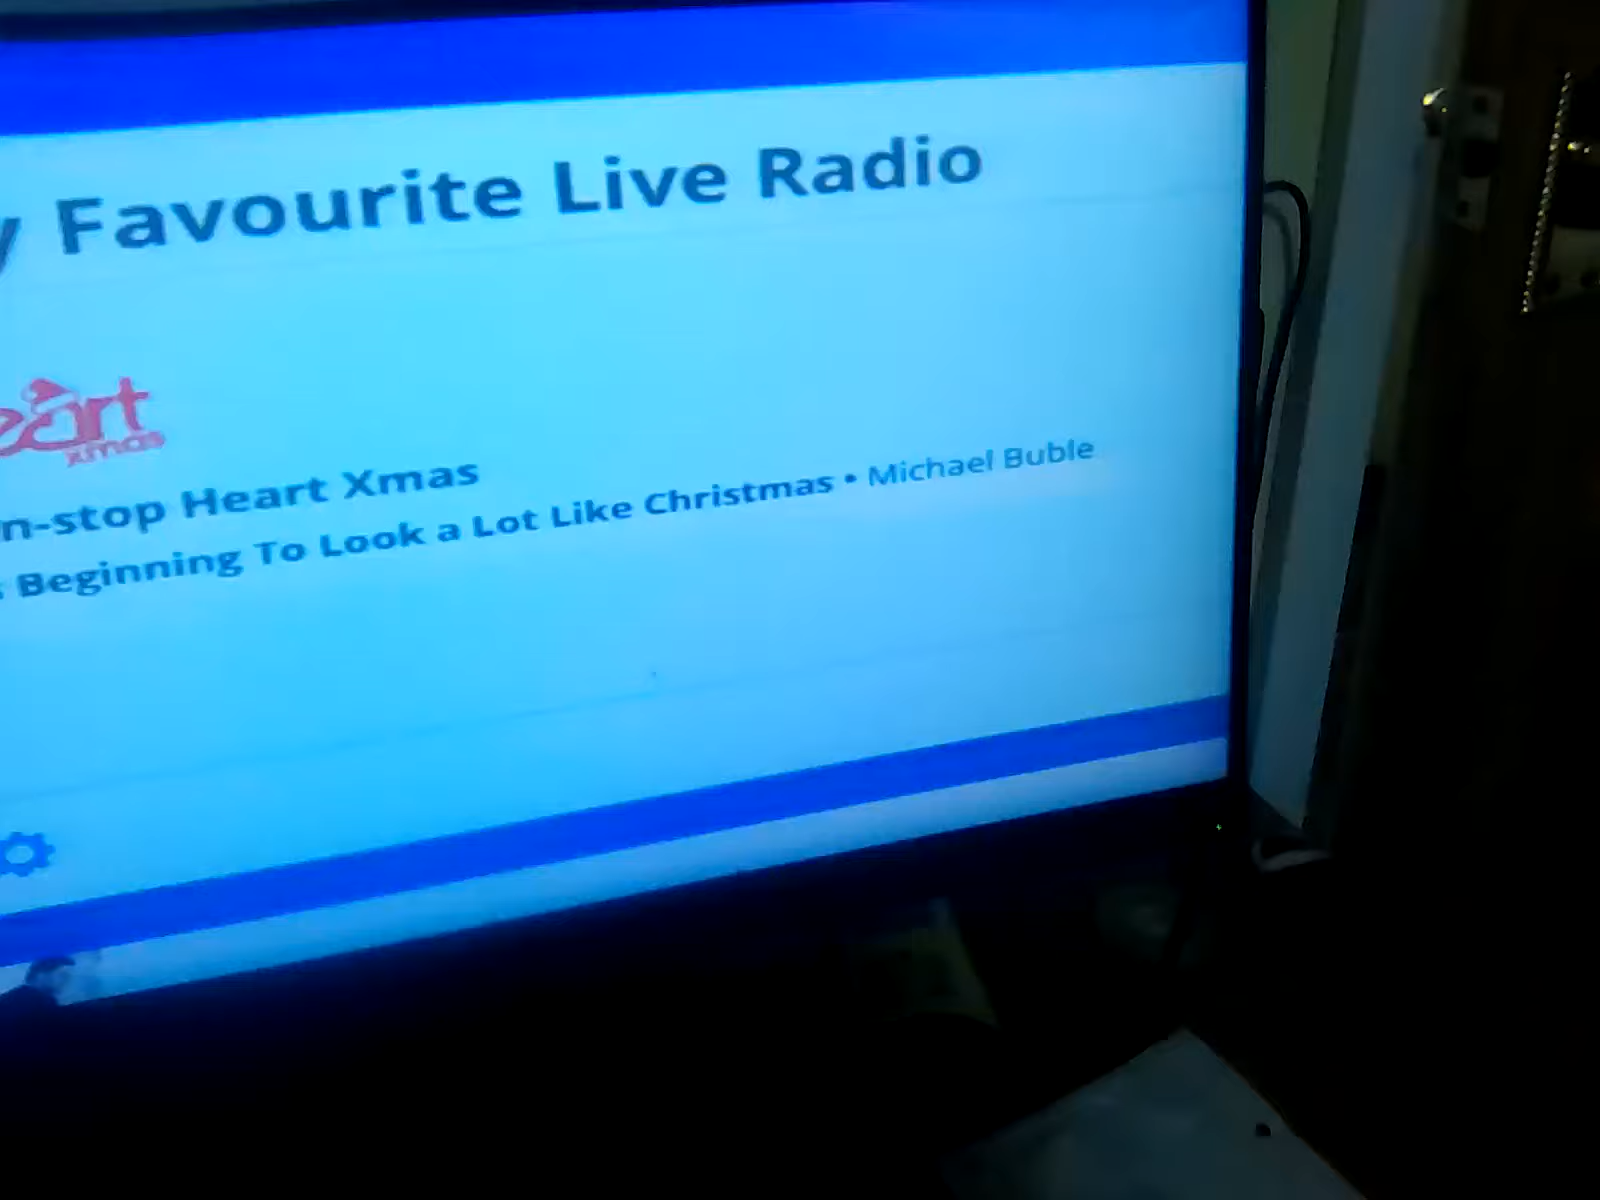 y Favourite Live Radio
eart
xmas
n-stop Heart Xmas
s Beginning To Look a Lot Like Christmas • Michael Buble